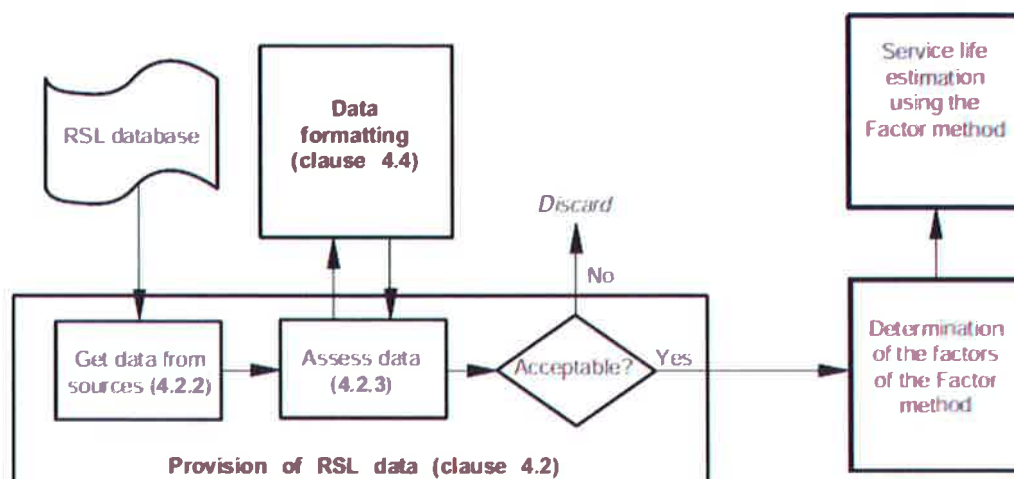 RSL database
Data
formatting
(clause 4.4)
Service life
estimation
using the
Factor method
Discard
No
Get data from
sources (4.2.2)
Assess data
(4.2.3)
Acceptable?
Yes
Determination
of the factors
of the Factor
method
Provision of RSL data (clause 4.2)